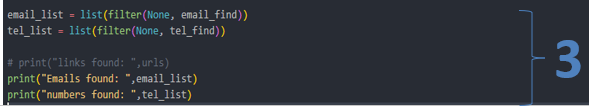 email_list = list(filter(None, email_find))
tel_list = list(filter(None, tel_find))
# print("links found: ",urls)
print("Emails found: ",email_list)
print("numbers found: ",tel_list)
3